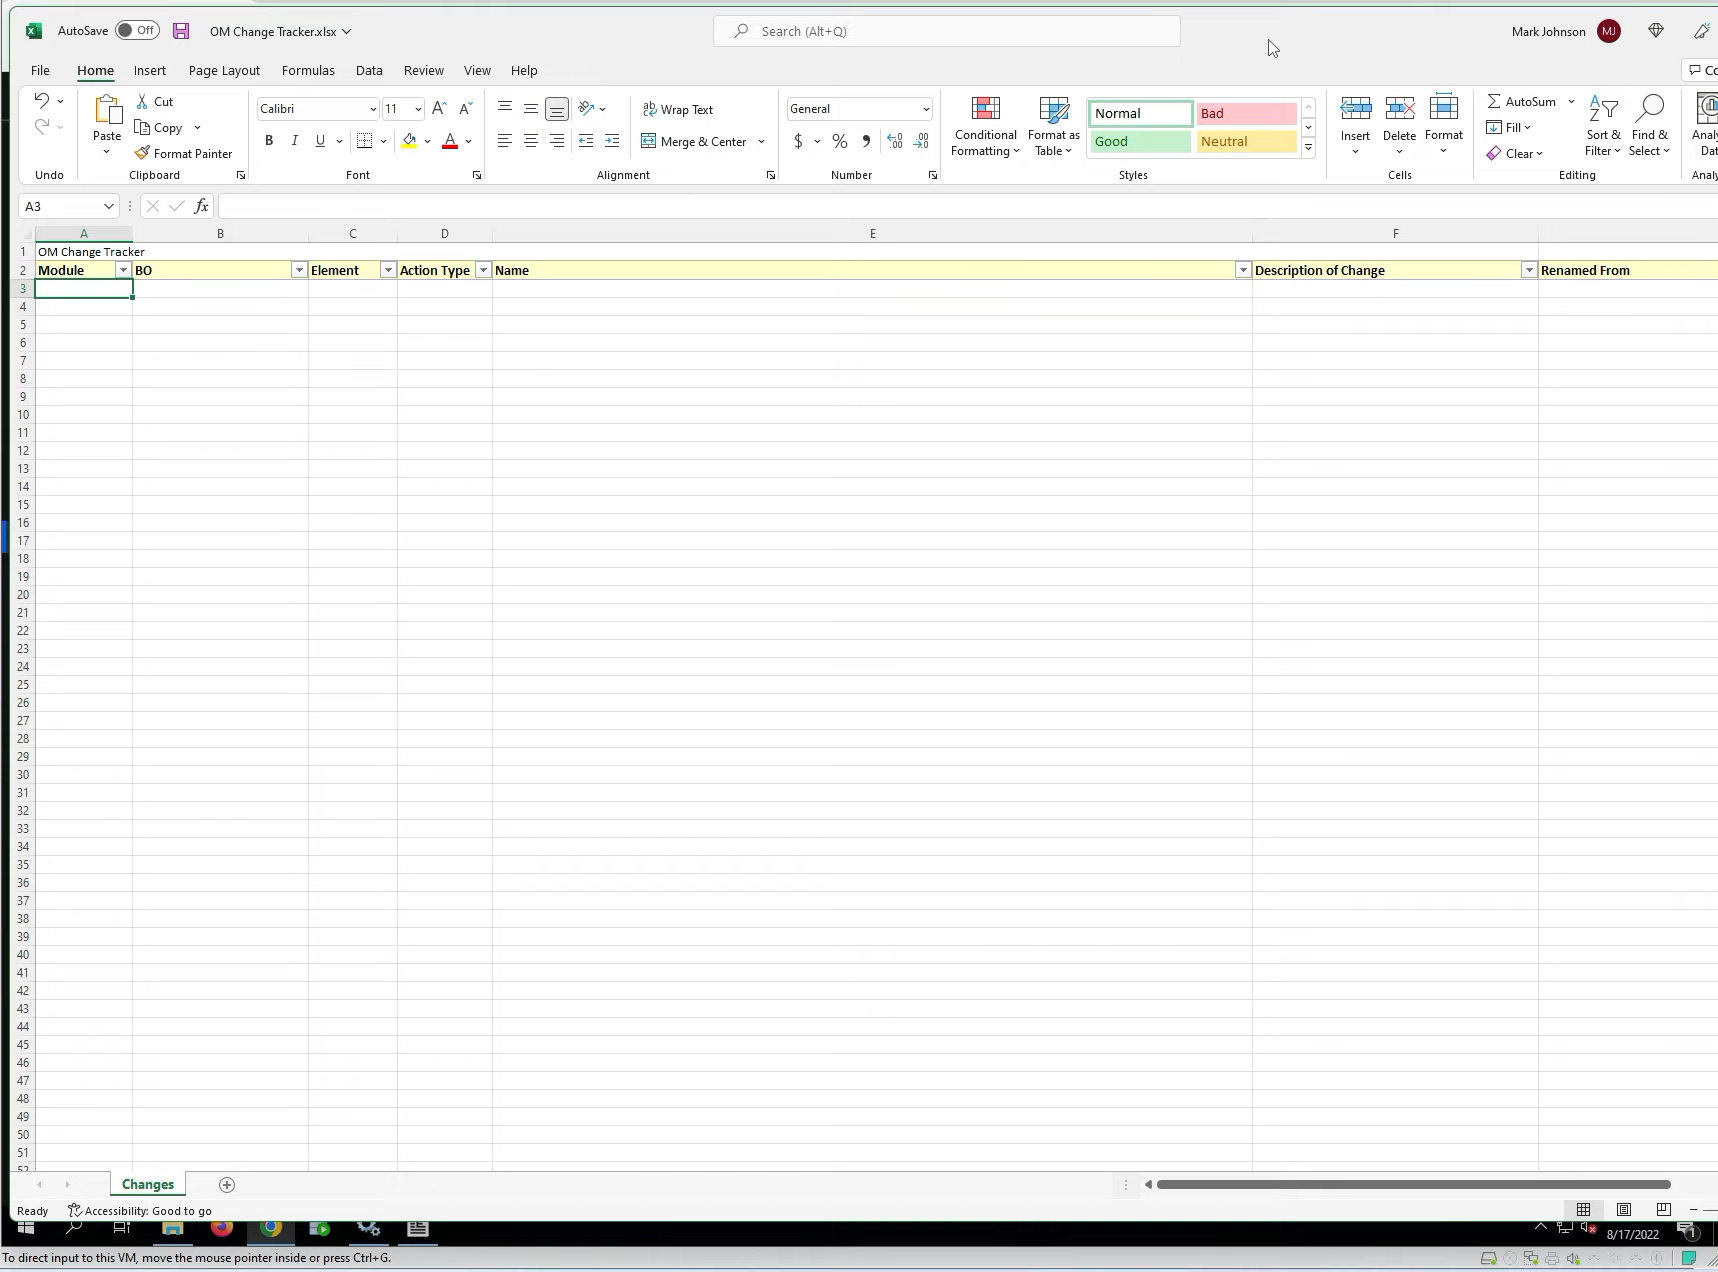 AutoSave Off OM Change Tracker.xlsx Search (Alt+Q) Mark Johnson MJ
File Home Insert Page Layout Formulas Data Review View Help
Cut
Copy
Format Painter
Paste
Calibri 11
B I U
Wrap Text
Merge & Center
General
$ %
Conditional Formatting
Format as Table
Normal Bad
Good Neutral
Insert Delete Format
AutoSum
Fill
Clear
Sort & Filter
Find & Select
Undo Clipboard Font Alignment Number Styles Cells Editing
A3 fx
A B C D E F
1 OM Change Tracker
2 Module BO Element Action Type Name Description of Change Renamed From
3
4
5
6
7
8
9
10
11
12
13
14
15
16
17
18
19
20
21
22
23
24
25
26
27
28
29
30
31
32
33
34
35
36
37
38
39
40
41
42
43
44
45
46
47
48
49
50
51
52
Changes
Ready Accessibility: Good to go
8/17/2022 1
To direct input to this VM, move the mouse pointer inside or press Ctrl+G.